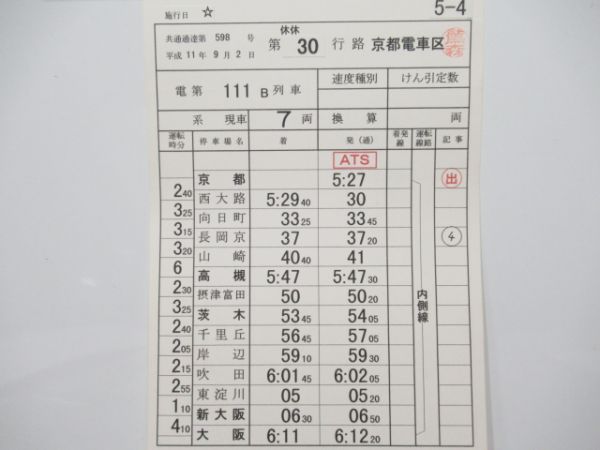 施行日 ☆ 5-4
共通通達第 598 号
平成 11年 9月 2日
休休
第 30 行路 京都電車区
電第 111 B 列車
速度種別 けん引定数
系 現車 7 両 換算 両
運転時分 停車場名 着 発(通) 着発線 運転線路 記事
ATS
京都 5:27 出
2 40
西大路 5:29 40 30
3 25
向日町 33 25 33 45
3 15
長岡京 37 37 20 4
3 20
山崎 40 40 41
6
高槻 5:47 5:47 30
2 30
摂津富田 50 50 20
3 25
茨木 53 45 54 05
2 40
千里丘 56 45 57 05
2 05
岸辺 59 10 59 30
2 15
吹田 6:01 45 6:02 05
2 55
東淀川 05 05 20
1 10
新大阪 06 30 06 50
4 10
大阪 6:11 6:12 20
内側線